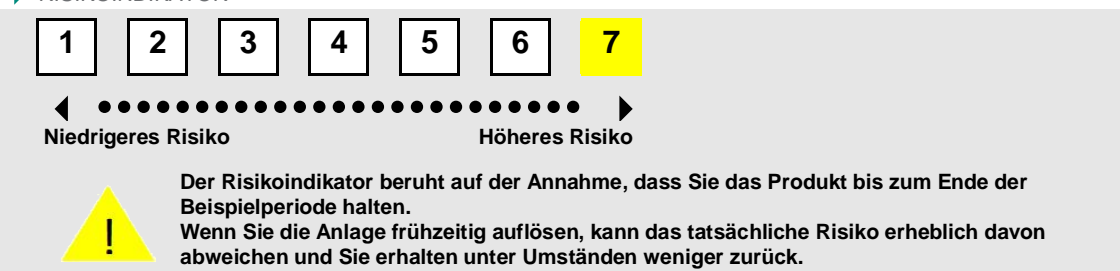 RISIKOINDIKATOR
1 2 3 4 5 6 7
Niedrigeres Risiko Höheres Risiko
Der Risikoindikator beruht auf der Annahme, dass Sie das Produkt bis zum Ende der
Beispielperiode halten.
Wenn Sie die Anlage frühzeitig auflösen, kann das tatsächliche Risiko erheblich davon
abweichen und Sie erhalten unter Umständen weniger zurück.
!